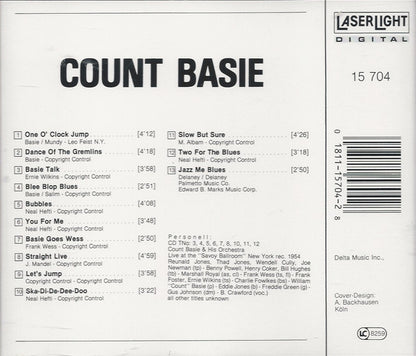 LASERLIGHT
DIGITAL
COUNT BASIE
15 704
1 One O' Clock Jump [4'12]
Basie / Mundy - Leo Feist N.Y.
2 Dance Of The Gremlins [4'18]
Basie - Copyright Control
3 Basie Talk [3'58]
Ernie Wilkins - Copyright Control
4 Blee Blop Blues [2'51]
Basie / Salim - Copyright Control
5 Bubbles [4'08]
Neal Hefti - Copyright Control
6 You For Me [3'48]
Neal Hefti - Copyright Control
7 Basie Goes Wess [2'50]
Frank Wess - Copyright Control
8 Straight Live [3'59]
J. Mandel - Copyright Control
9 Let's Jump [3'58]
Copyright - Copyright Control
10 Ska-Di-De-Dee-Doo [3'22]
Neal Hefti - Copyright Control
11 Slow But Sure [4'26]
M. Albam - Copyright Control
12 Two For The Blues [3'18]
Neal Hefti - Copyright Control
13 Jazz Me Blues [2'50]
Delaney / Delaney
Palmetto Music Co.
Edward B. Marks Music Corp.
Personell:
CD TNo: 3, 4, 5, 6, 7, 8, 10, 11, 12
Count Basie & His Orchestra
Live at the "Savoy Ballroom" New York rec. 1954
Reunald Jones, Thad Jones, Wendell Cully, Joe
Newman (tp) - Benny Powell, Henry Coker, Bill Hughes
(tb) - Marshall Royal (as, cl) - Frank Wess (ts, fl) - Frank
Foster, Ernie Wilkins (ts) - Charlie Fowlkes (bs) - William
"Count" Basie (p) - Eddie Jones (b) - Freddie Green (g) -
Gus Johnson (dm) - B. Crawford (voc.)
all other titles unknown
0 18111-15704-2 8
Delta Music Inc.,
Cover-Design:
A. Backhausen
Köln
LC 8259